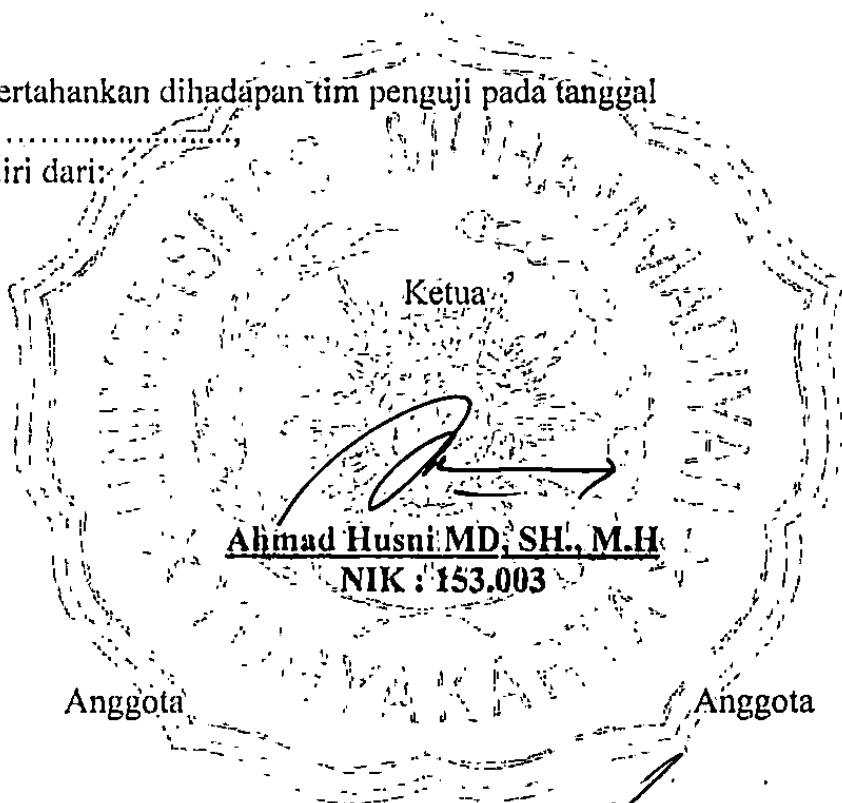 ertahankan dihadapan tim penguji pada tanggal
..............................,
iri dari:
Ketua
Ahmad Husni MD, SH., M.H
NIK : 153.003
Anggota Anggota